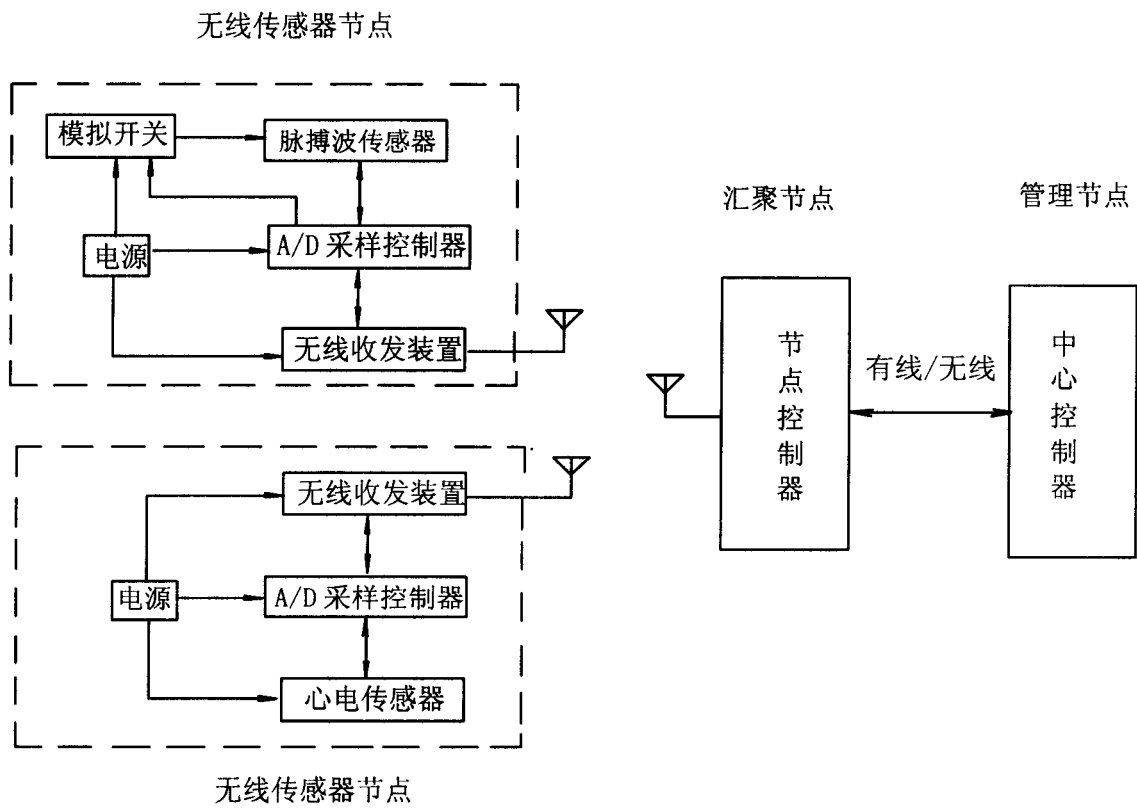 无线传感器节点
模拟开关
脉搏波传感器
电源
A/D采样控制器
无线收发装置
无线收发装置
电源
A/D采样控制器
心电传感器
无线传感器节点
汇聚节点
节点控制器
有线/无线
管理节点
中心控制器